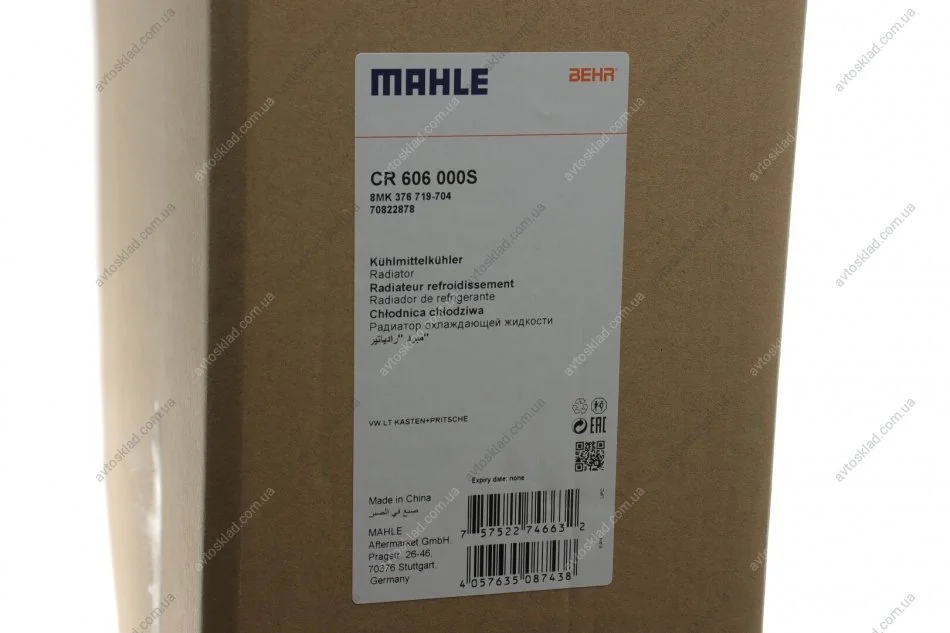 MAHLE
BEHR
CR 606 000S
8MK 376 719-704
70822878
Kühlmittelkühler
Radiator
Radiateur refroidissement
Radiador de refrigerante
Chłodnica chłodziwa
Радиатор охлаждающей жидкости
مبرد "رادياتير"
VW LT KASTEN+PRITSCHE
EAC
Expiry date: none
Made in China
صنع في الصين
7 57522 74663 2
MAHLE
Aftermarket GmbH.
Pragstr. 26-46,
70376 Stuttgart.
Germany
4 057635 087438
avtosklad.com.ua